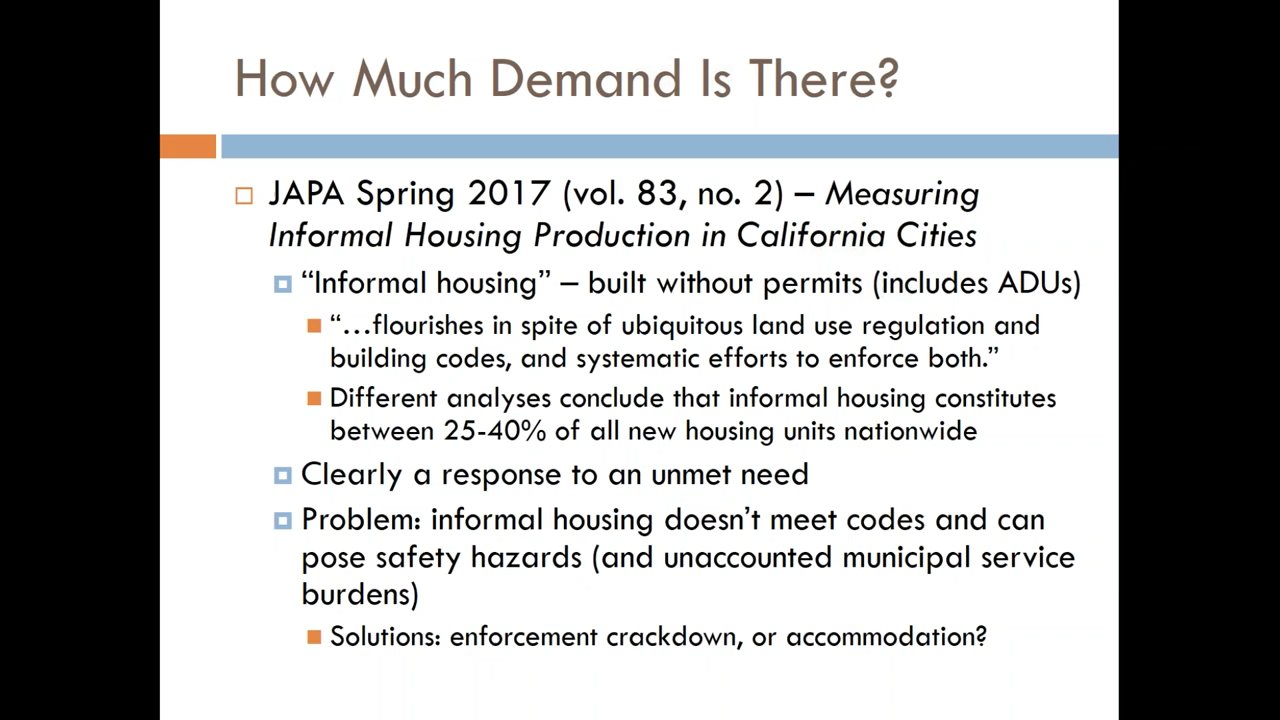 How Much Demand Is There?
JAPA Spring 2017 (vol. 83, no. 2) – Measuring
Informal Housing Production in California Cities
“Informal housing” – built without permits (includes ADUs)
“…flourishes in spite of ubiquitous land use regulation and
building codes, and systematic efforts to enforce both.”
Different analyses conclude that informal housing constitutes
between 25-40% of all new housing units nationwide
Clearly a response to an unmet need
Problem: informal housing doesn’t meet codes and can
pose safety hazards (and unaccounted municipal service
burdens)
Solutions: enforcement crackdown, or accommodation?